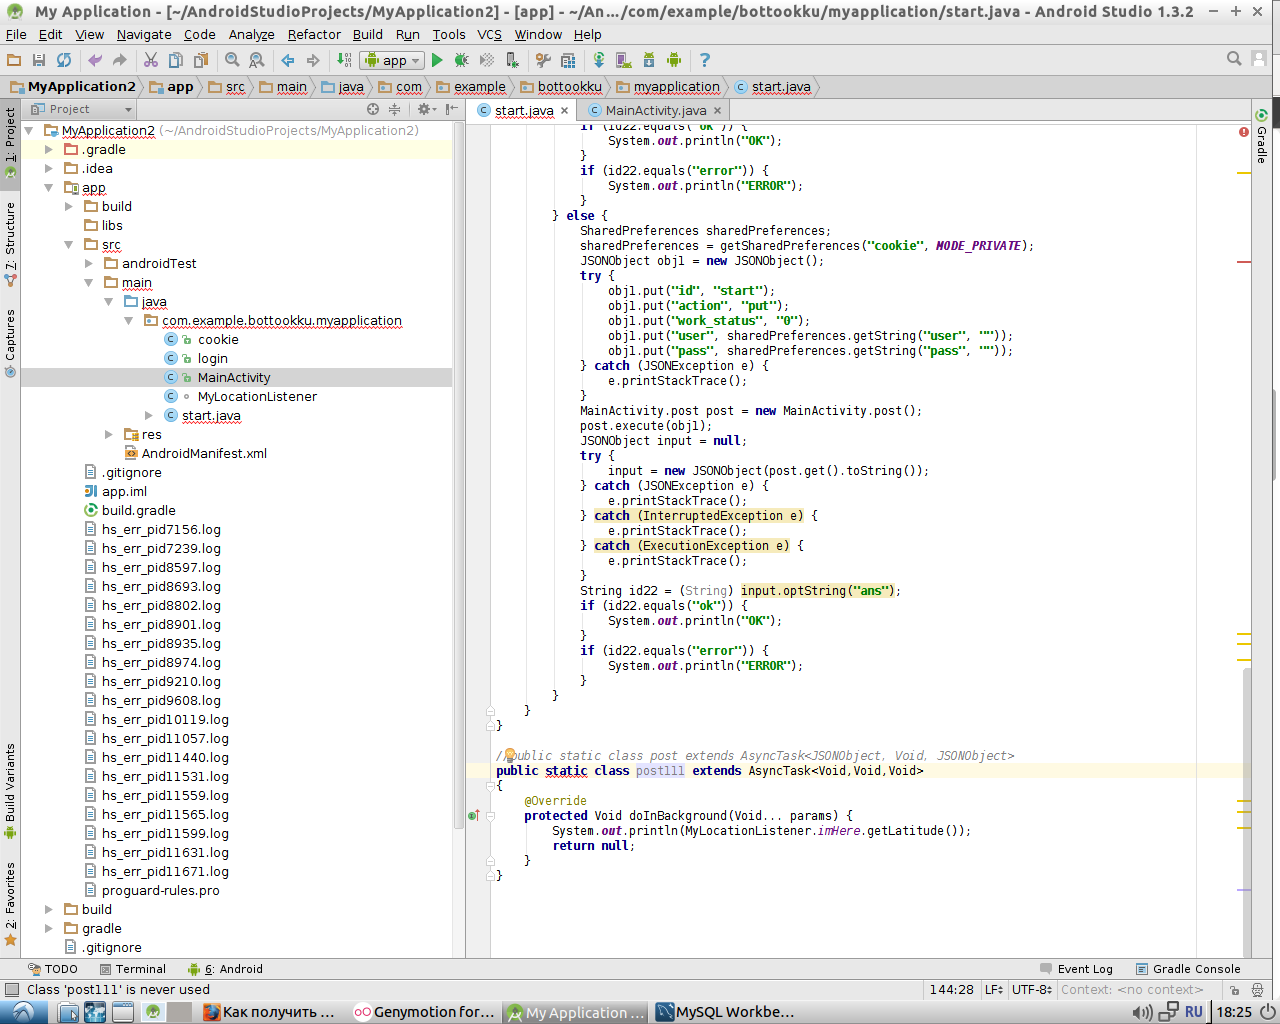 My Application - [~/AndroidStudioProjects/MyApplication2] - [app] - ~/An.../com/example/bottookku/myapplication/start.java - Android Studio 1.3.2
File Edit View Navigate Code Analyze Refactor Build Run Tools VCS Window Help
app
MyApplication2 app src main java com example bottookku myapplication start.java
Project
start.java
MainActivity.java
1: Project
7: Structure
Captures
Build Variants
2: Favorites
Gradle
MyApplication2 (~/AndroidStudioProjects/MyApplication2)
.gradle
.idea
app
build
libs
src
androidTest
main
java
com.example.bottookku.myapplication
cookie
login
MainActivity
MyLocationListener
start.java
res
AndroidManifest.xml
.gitignore
app.iml
build.gradle
hs_err_pid7156.log
hs_err_pid7239.log
hs_err_pid8597.log
hs_err_pid8693.log
hs_err_pid8802.log
hs_err_pid8901.log
hs_err_pid8935.log
hs_err_pid8974.log
hs_err_pid9210.log
hs_err_pid9608.log
hs_err_pid10119.log
hs_err_pid11057.log
hs_err_pid11440.log
hs_err_pid11531.log
hs_err_pid11559.log
hs_err_pid11565.log
hs_err_pid11599.log
hs_err_pid11631.log
hs_err_pid11671.log
proguard-rules.pro
build
gradle
.gitignore
if (id22.equals("ok")) {
System.out.println("OK");
}
if (id22.equals("error")) {
System.out.println("ERROR");
}
} else {
SharedPreferences sharedPreferences;
sharedPreferences = getSharedPreferences("cookie", MODE_PRIVATE);
JSONObject obj1 = new JSONObject();
try {
obj1.put("id", "start");
obj1.put("action", "put");
obj1.put("work_status", "0");
obj1.put("user", sharedPreferences.getString("user", ""));
obj1.put("pass", sharedPreferences.getString("pass", ""));
} catch (JSONException e) {
e.printStackTrace();
}
MainActivity.post post = new MainActivity.post();
post.execute(obj1);
JSONObject input = null;
try {
input = new JSONObject(post.get().toString());
} catch (JSONException e) {
e.printStackTrace();
} catch (InterruptedException e) {
e.printStackTrace();
} catch (ExecutionException e) {
e.printStackTrace();
}
String id22 = (String) input.optString("ans");
if (id22.equals("ok")) {
System.out.println("OK");
}
if (id22.equals("error")) {
System.out.println("ERROR");
}
}
}
}
//public static class post extends AsyncTask<JSONObject, Void, JSONObject>
public static class post111 extends AsyncTask<Void,Void,Void>
{
@Override
protected Void doInBackground(Void... params) {
System.out.println(MyLocationListener.imHere.getLatitude());
return null;
}
}
TODO Terminal 6: Android Event Log Gradle Console
Class 'post111' is never used 144:28 LF UTF-8 Context: <no context>
Как получить ... Genymotion for... My Application ... MySQL Workbe... RU 18:25